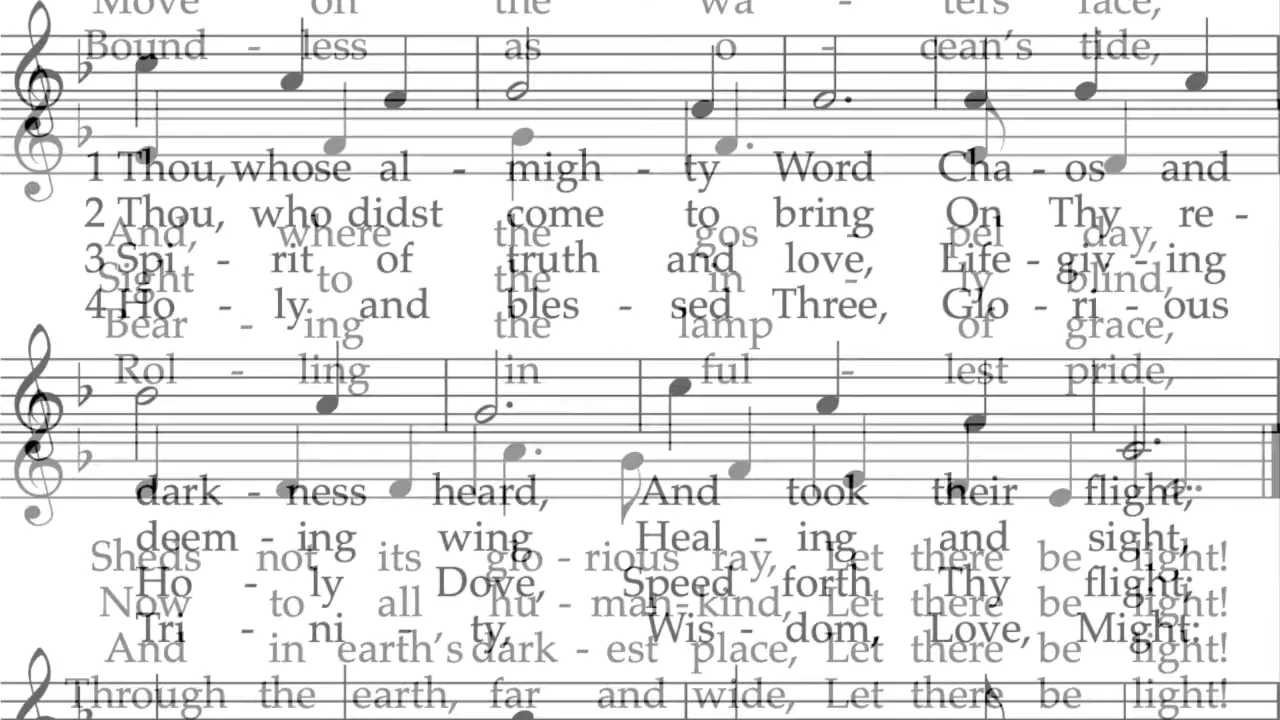 Move on the wa - ters face,
Bound - less as o - cean's tide,
1 Thou, whose al - migh - ty Word Cha - os and
2 Thou, who didst come to bring On Thy re -
And, where the gos - pel day,
3 Spi - rit of truth and love, Life - giv - ing
Sight to the in - ly blind,
4 Ho - ly and bles - sed Three, Glo - ri - ous
Bear - ing the lamp of grace,
Rol - ling in ful - lest pride,
dark - ness heard, And took their flight;
deem - ing wing Heal - ing and sight,
Sheds not its glo - rious ray, Let there be light!
Ho - ly Dove, Speed forth Thy flight;
Now to all hu - man - kind, Let there be light!
Tri - ni - ty, Wis - dom, Love, Might:
And in earth's dark - est place, Let there be light!
Through the earth, far and wide, Let there be light!